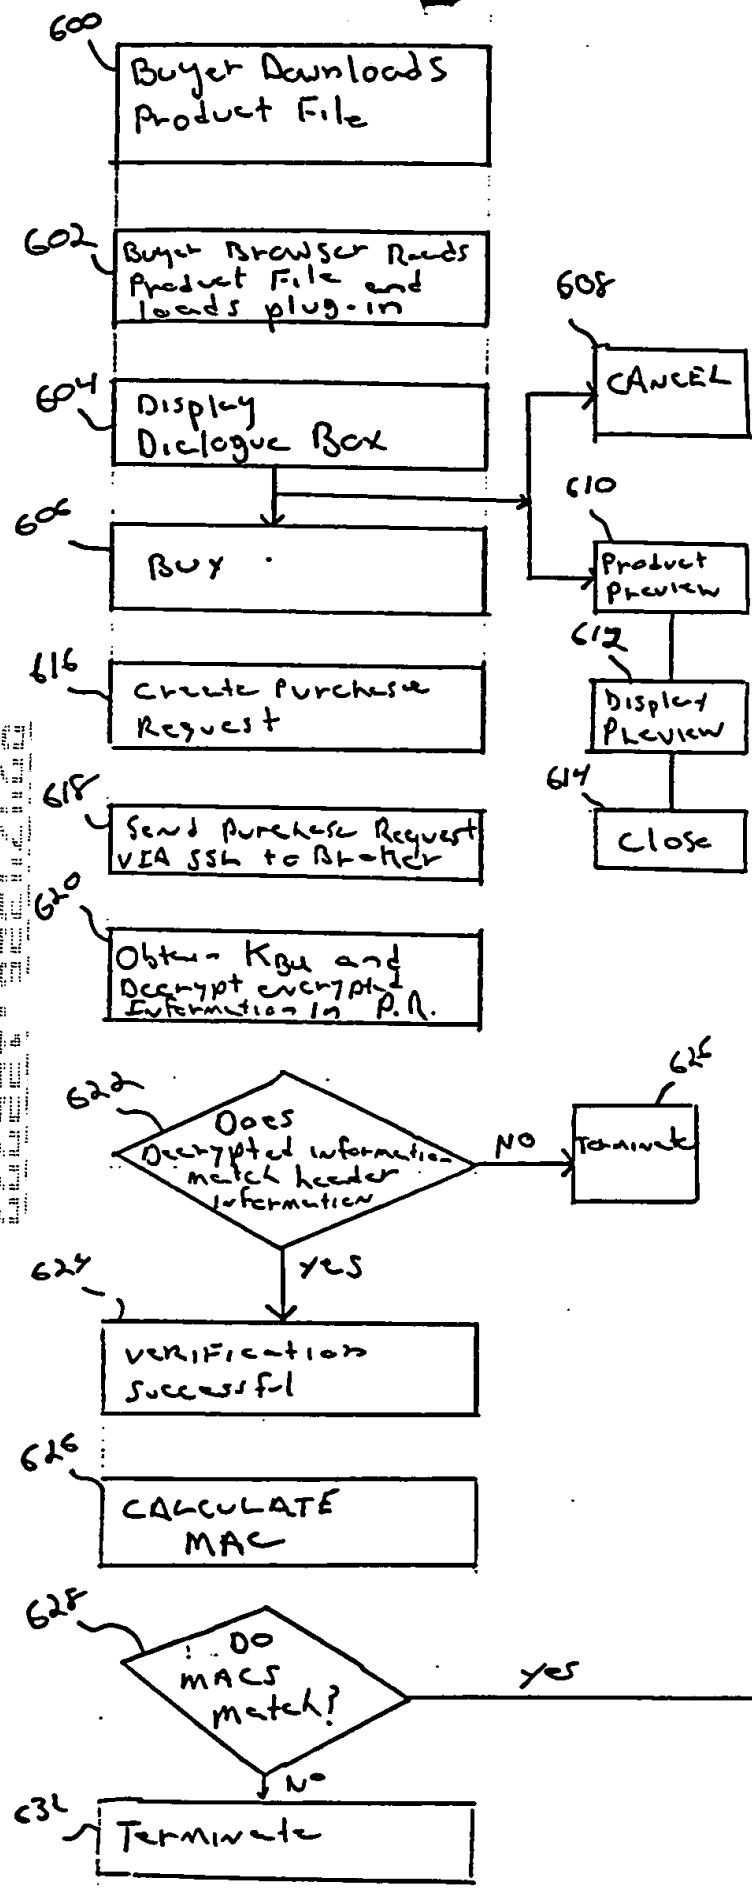 600
Buyer Downloads
Product File
602
Buyer Browser Reads
Product File and
loads plug-in
604
Display
Dialogue Box
608
CANCEL
606
Buy
610
Product
Preview
612
Display
Preview
614
Close
616
Create Purchase
Request
618
Send Purchase Request
VIA SSL to Broker
620
Obtain KBU and
Decrypt encrypted
Information in P.R.
622
Does
Decrypted information
match header
information
NO
626
Terminate
Yes
624
Verification
Successful
626
CALCULATE
MAC
628
DO
MACS
match?
Yes
No
632
Terminate